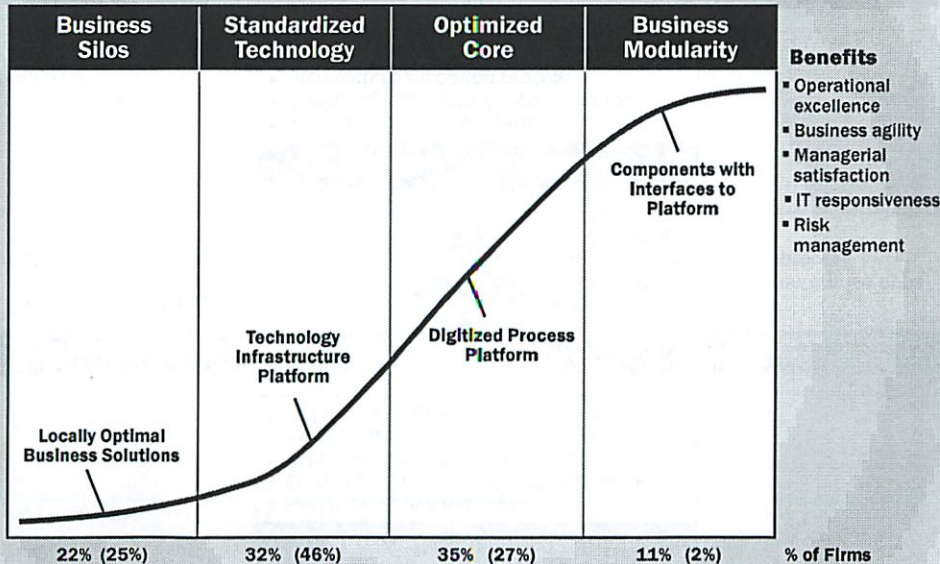 Business
Silos
Standardized
Technology
Optimized
Core
Business
Modularity
Benefits
▪ Operational
excellence
▪ Business agility
▪ Managerial
satisfaction
▪ IT responsiveness
▪ Risk
management
Components with
Interfaces to
Platform
Digitized Process
Platform
Technology
Infrastructure
Platform
Locally Optimal
Business Solutions
22% (25%) 32% (46%) 35% (27%) 11% (2%) % of Firms